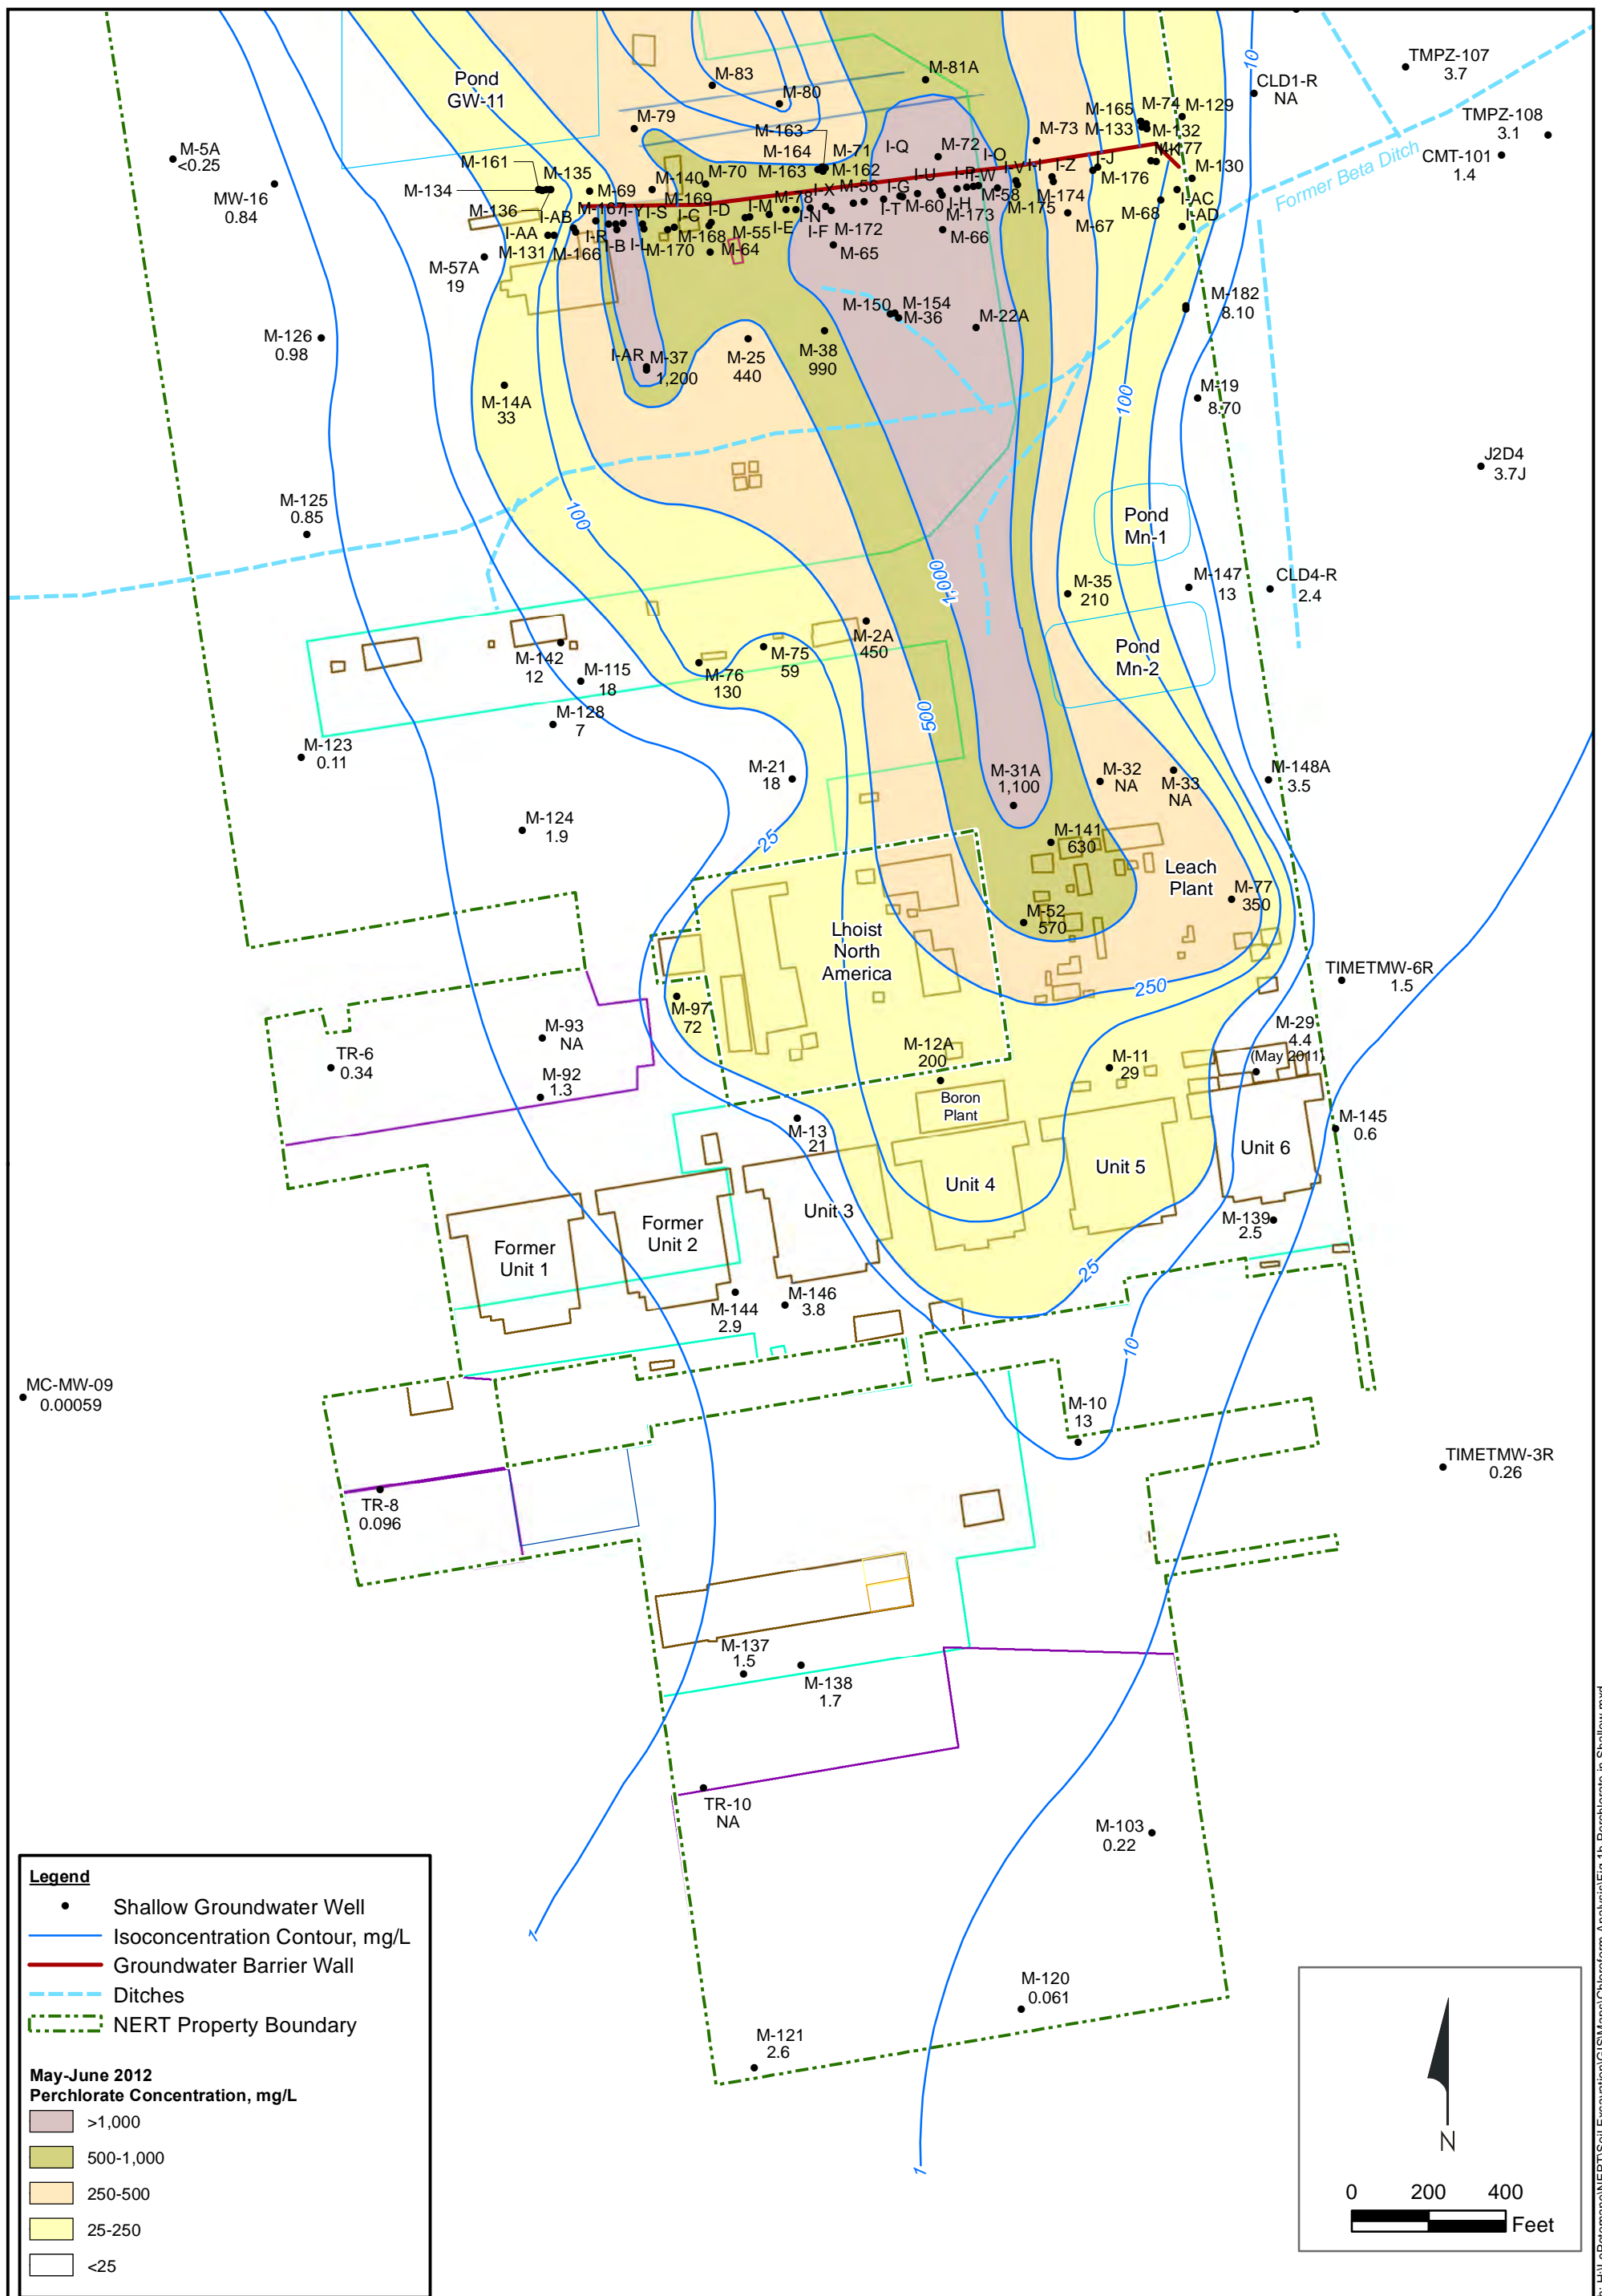 TMPZ-107
3.7
Pond
GW-11
M-83
M-80
M-81A
CLD1-R
NA
M-79
M-165
M-74
M-129
TMPZ-108
3.1
M-5A
<0.25
M-163
M-133
M-132
M-73
M-164
M-71
I-Q
M-72
I-O
CMT-101
1.4
M-161
M-135
M-163
M-162
I-Z
I-J
M-130
MW-16
0.84
M-134
M-140
M-70
I-U
I-V
M-176
M-174
Former Beta Ditch
M-69
M-169
I-X
M-56
I-G
M-58
I-AC
M-136
M-167
I-Y
I-S
I-C
I-D
I-M
M-78
I-N
I-T
M-60
I-H
M-175
M-67
M-68
I-AD
I-AB
I-AA
I-R
I-B
I-L
M-168
M-55
I-E
I-F
M-172
M-173
M-66
M-131
M-166
M-170
M-64
M-65
M-57A
19
M-182
8.10
M-150
M-154
M-36
M-22A
M-126
0.98
I-AR
M-37
1,200
M-25
440
M-38
990
M-14A
33
M-19
8.70
J2D4
3.7J
M-125
0.85
Pond
Mn-1
M-35
210
M-147
13
CLD4-R
2.4
M-2A
450
M-142
12
M-115
18
M-76
130
M-75
59
Pond
Mn-2
M-128
7
M-123
0.11
M-21
18
M-31A
1,100
M-32
NA
M-33
NA
M-148A
3.5
M-124
1.9
M-141
630
Leach
Plant
M-77
350
M-52
570
Lhoist
North
America
TIMETMW-6R
1.5
M-97
72
M-93
NA
TR-6
0.34
M-92
1.3
M-12A
200
M-11
29
M-29
4.4
(May 2011)
Boron
Plant
M-13
21
M-145
0.6
Unit 6
Unit 5
Unit 4
Unit 3
M-139
2.5
Former
Unit 2
Former
Unit 1
M-144
2.9
M-146
3.8
MC-MW-09
0.00059
M-10
13
TIMETMW-3R
0.26
TR-8
0.096
M-137
1.5
M-138
1.7
TR-10
NA
M-103
0.22
M-120
0.061
M-121
2.6
10
100
100
1,000
500
25
250
25
10
1
1
Legend
Shallow Groundwater Well
Isoconcentration Contour, mg/L
Groundwater Barrier Wall
Ditches
NERT Property Boundary
May-June 2012
Perchlorate Concentration, mg/L
>1,000
500-1,000
250-500
25-250
<25
N
0 200 400
Feet